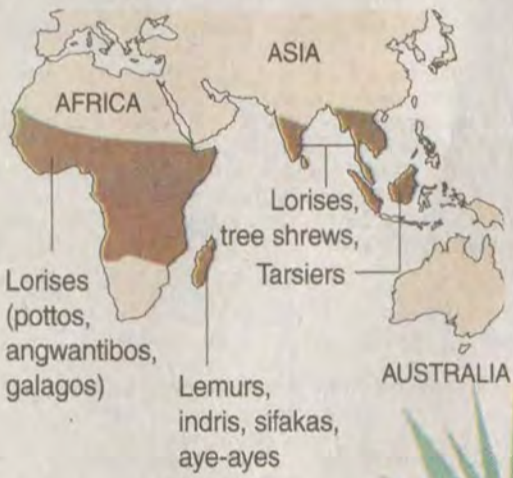 ASIA
AFRICA
Lorises,
tree shrews,
Tarsiers
Lorises
(pottos,
angwantibos,
galagos)
Lemurs,
indris, sifakas,
aye-ayes
AUSTRALIA